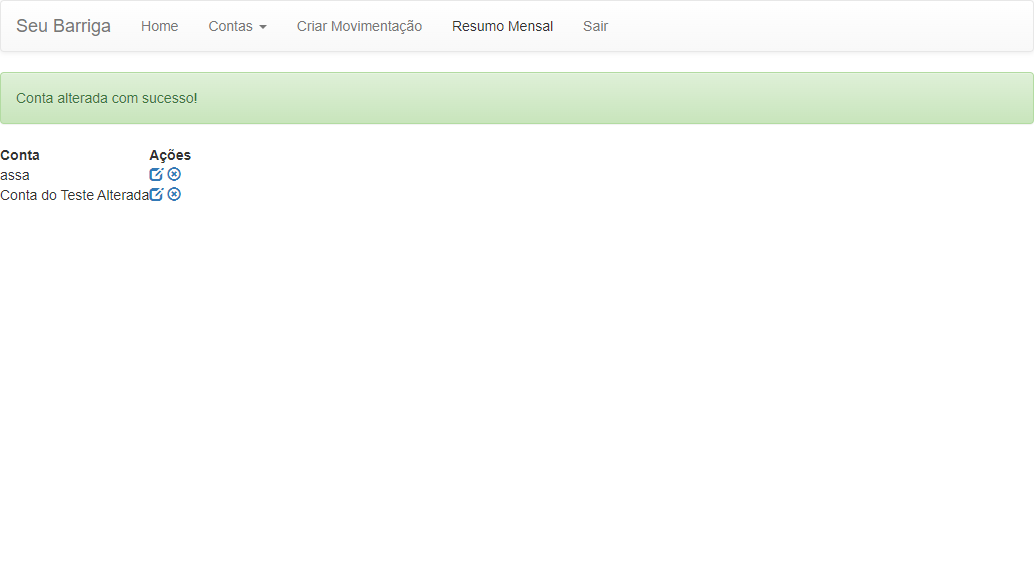 Seu Barriga Home Contas Criar Movimentação Resumo Mensal Sair
Conta alterada com sucesso!
Conta Ações
assa
Conta do Teste Alterada